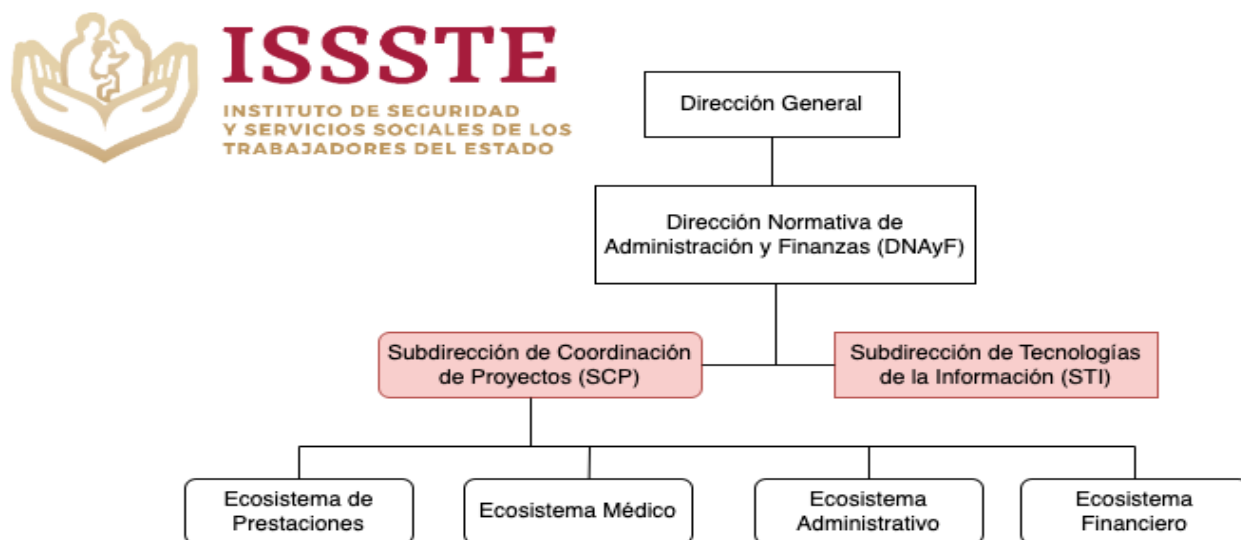 ISSSTE
INSTITUTO DE SEGURIDAD
Y SERVICIOS SOCIALES DE LOS
TRABAJADORES DEL ESTADO
Dirección General
Dirección Normativa de
Administración y Finanzas (DNAyF)
Subdirección de Coordinación
de Proyectos (SCP)
Subdirección de Tecnologías
de la Información (STI)
Ecosistema de
Prestaciones
Ecosistema Médico
Ecosistema
Administrativo
Ecosistema
Financiero